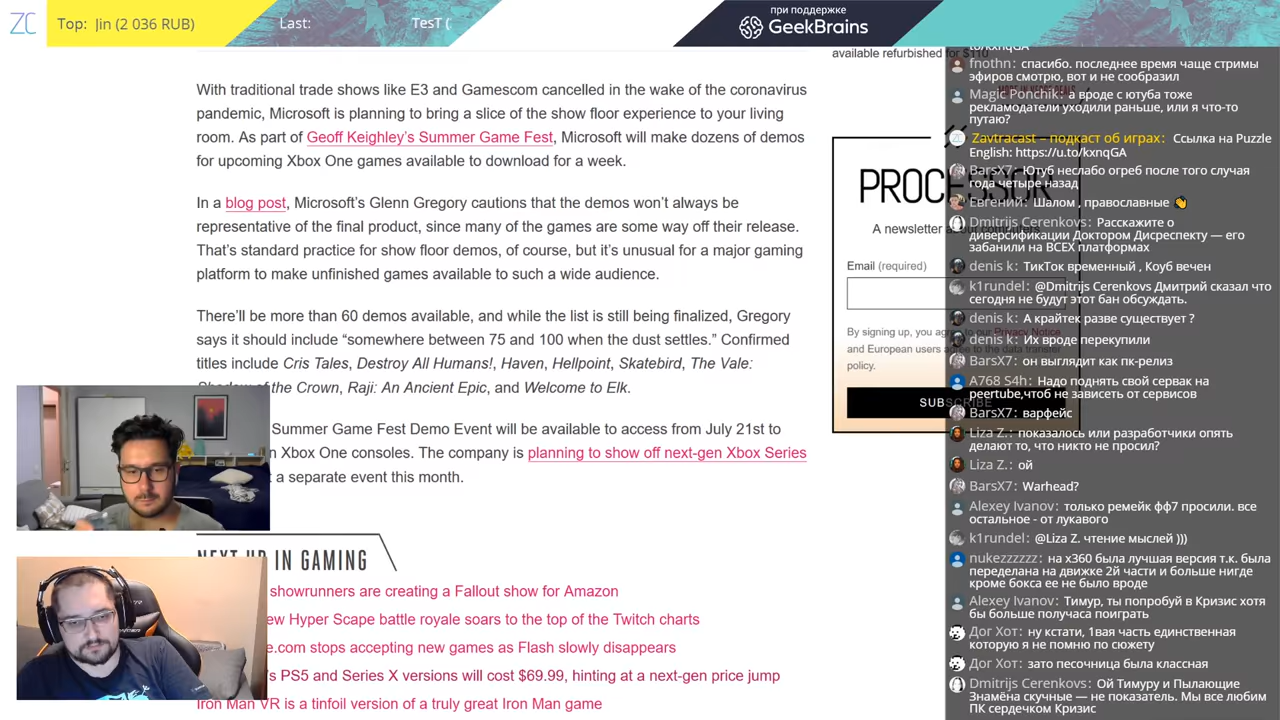 ZC Top: Jin (2 036 RUB) Last: TesT (
при поддержке
GeekBrains
With traditional trade shows like E3 and Gamescom cancelled in the wake of the coronavirus
pandemic, Microsoft is planning to bring a slice of the show floor experience to your living
room. As part of Geoff Keighley's Summer Game Fest, Microsoft will make dozens of demos
for upcoming Xbox One games available to download for a week.
In a blog post, Microsoft's Glenn Gregory cautions that the demos won't always be
representative of the final product, since many of the games are some way off their release.
That's standard practice for show floor demos, of course, but it's unusual for a major gaming
platform to make unfinished games available to such a wide audience.
There'll be more than 60 demos available, and while the list is still being finalized, Gregory
says it should include “somewhere between 75 and 100 when the dust settles.” Confirmed
titles include Cris Tales, Destroy All Humans!, Haven, Hellpoint, Skatebird, The Vale:
of the Crown, Raji: An Ancient Epic, and Welcome to Elk.
Summer Game Fest Demo Event will be available to access from July 21st to
n Xbox One consoles. The company is planning to show off next-gen Xbox Series
t a separate event this month.
NEXT UP IN GAMING
showrunners are creating a Fallout show for Amazon
ew Hyper Scape battle royale soars to the top of the Twitch charts
e.com stops accepting new games as Flash slowly disappears
's PS5 and Series X versions will cost $69.99, hinting at a next-gen price jump
Iron Man VR is a tinfoil version of a truly great Iron Man game
available refurbished for $110
PROCESSOR
A newsletter about
Email (required)
By signing up, you agree to our Privacy Notice
and European users agree to the data transfer
policy.
SUBSCRIBE
to/kxnqGA
fnothn: спасибо. последнее время чаще стримы
эфиров смотрю, вот и не сообразил
Magic Ponchik: а вроде с ютуба тоже
рекламодатели уходили раньше, или я что-то
путаю?
Zavtracast – подкаст об играх: Ссылка на Puzzle
English: https://u.to/kxnqGA
BarsX7: Ютуб неслабо огреб после того случая
года четыре назад
Евгений: Шалом , православные
Dmitrijs Cerenkovs: Расскажите о
диверсификации Доктором Дисреспекту — его
забанили на ВСЕХ платформах
denis k: ТикТок временный , Коуб вечен
k1rundel: @Dmitrijs Cerenkovs Дмитрий сказал что
сегодня не будут этот бан обсуждать.
denis k: А крайтек разве существует ?
denis k: Их вроде перекупили
BarsX7: он выглядит как пк-релиз
A768 S4h: Надо поднять свой сервак на
peertube,чтоб не зависеть от сервисов
BarsX7: варфейс
Liza Z.: показалось или разработчики опять
делают то, что никто не просил?
Liza Z.: ой
BarsX7: Warhead?
Alexey Ivanov: только ремейк фф7 просили. все
остальное - от лукавого
k1rundel: @Liza Z. чтение мыслей )))
nukezzzzzz: на х360 была лучшая версия т.к. была
переделана на движке 2й части и больше нигде
кроме бокса ее не было вроде
Alexey Ivanov: Тимур, ты попробуй в Кризис хотя
бы больше получаса поиграть
Дог Хот: ну кстати, 1вая часть единственная
которую я не помню по сюжету
Дог Хот: зато песочница была классная
Dmitrijs Cerenkovs: Ой Тимуру и Пылающие
Знамёна скучные — не показатель. Мы все любим
ПК сердечком Кризис